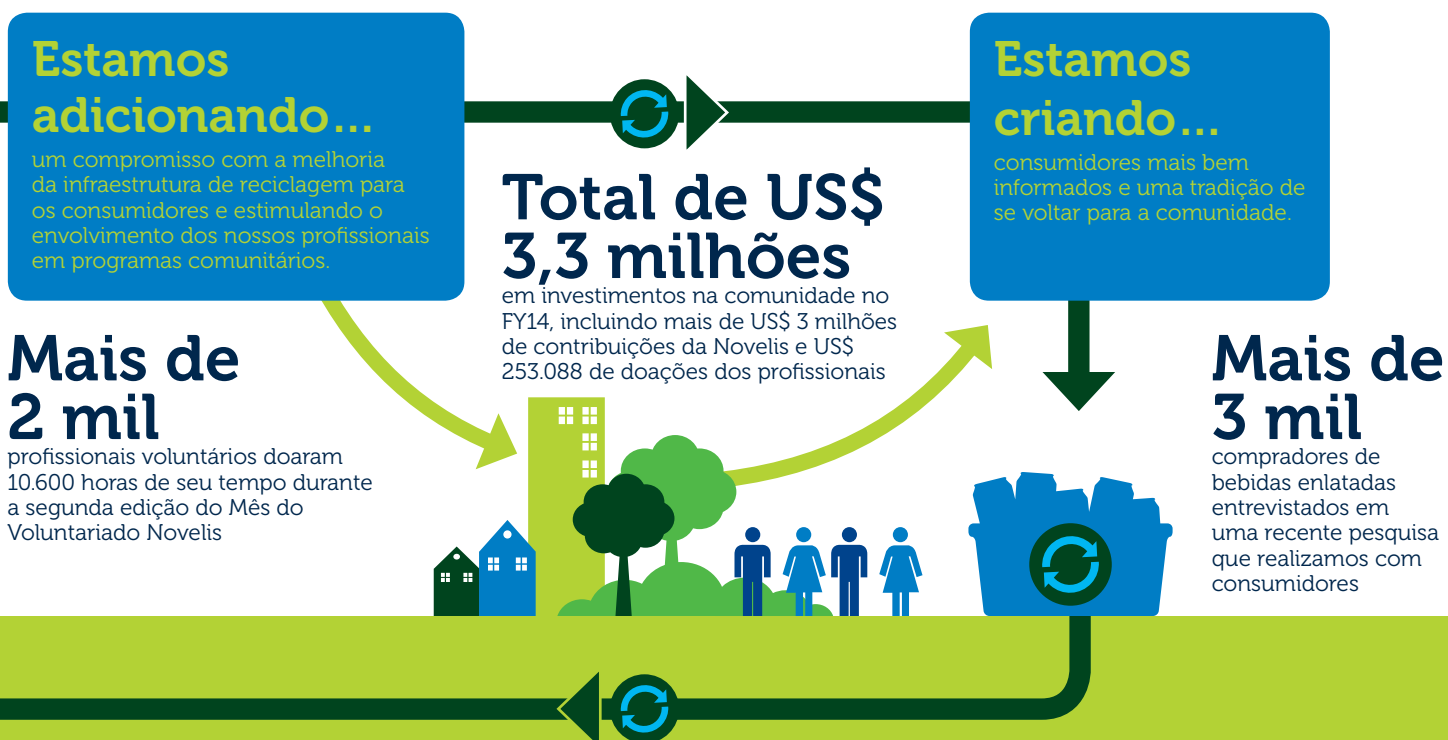 Estamos
adicionando...
um compromisso com a melhoria
da infraestrutura de reciclagem para
os consumidores e estimulando o
envolvimento dos nossos profissionais
em programas comunitários.
Mais de
2 mil
profissionais voluntários doaram
10.600 horas de seu tempo durante
a segunda edição do Mês do
Voluntariado Novelis
Total de US$
3,3 milhões
em investimentos na comunidade no
FY14, incluindo mais de US$ 3 milhões
de contribuições da Novelis e US$
253.088 de doações dos profissionais
Estamos
criando...
consumidores mais bem
informados e uma tradição de
se voltar para a comunidade.
Mais de
3 mil
compradores de
bebidas enlatadas
entrevistados em
uma recente pesquisa
que realizamos com
consumidores